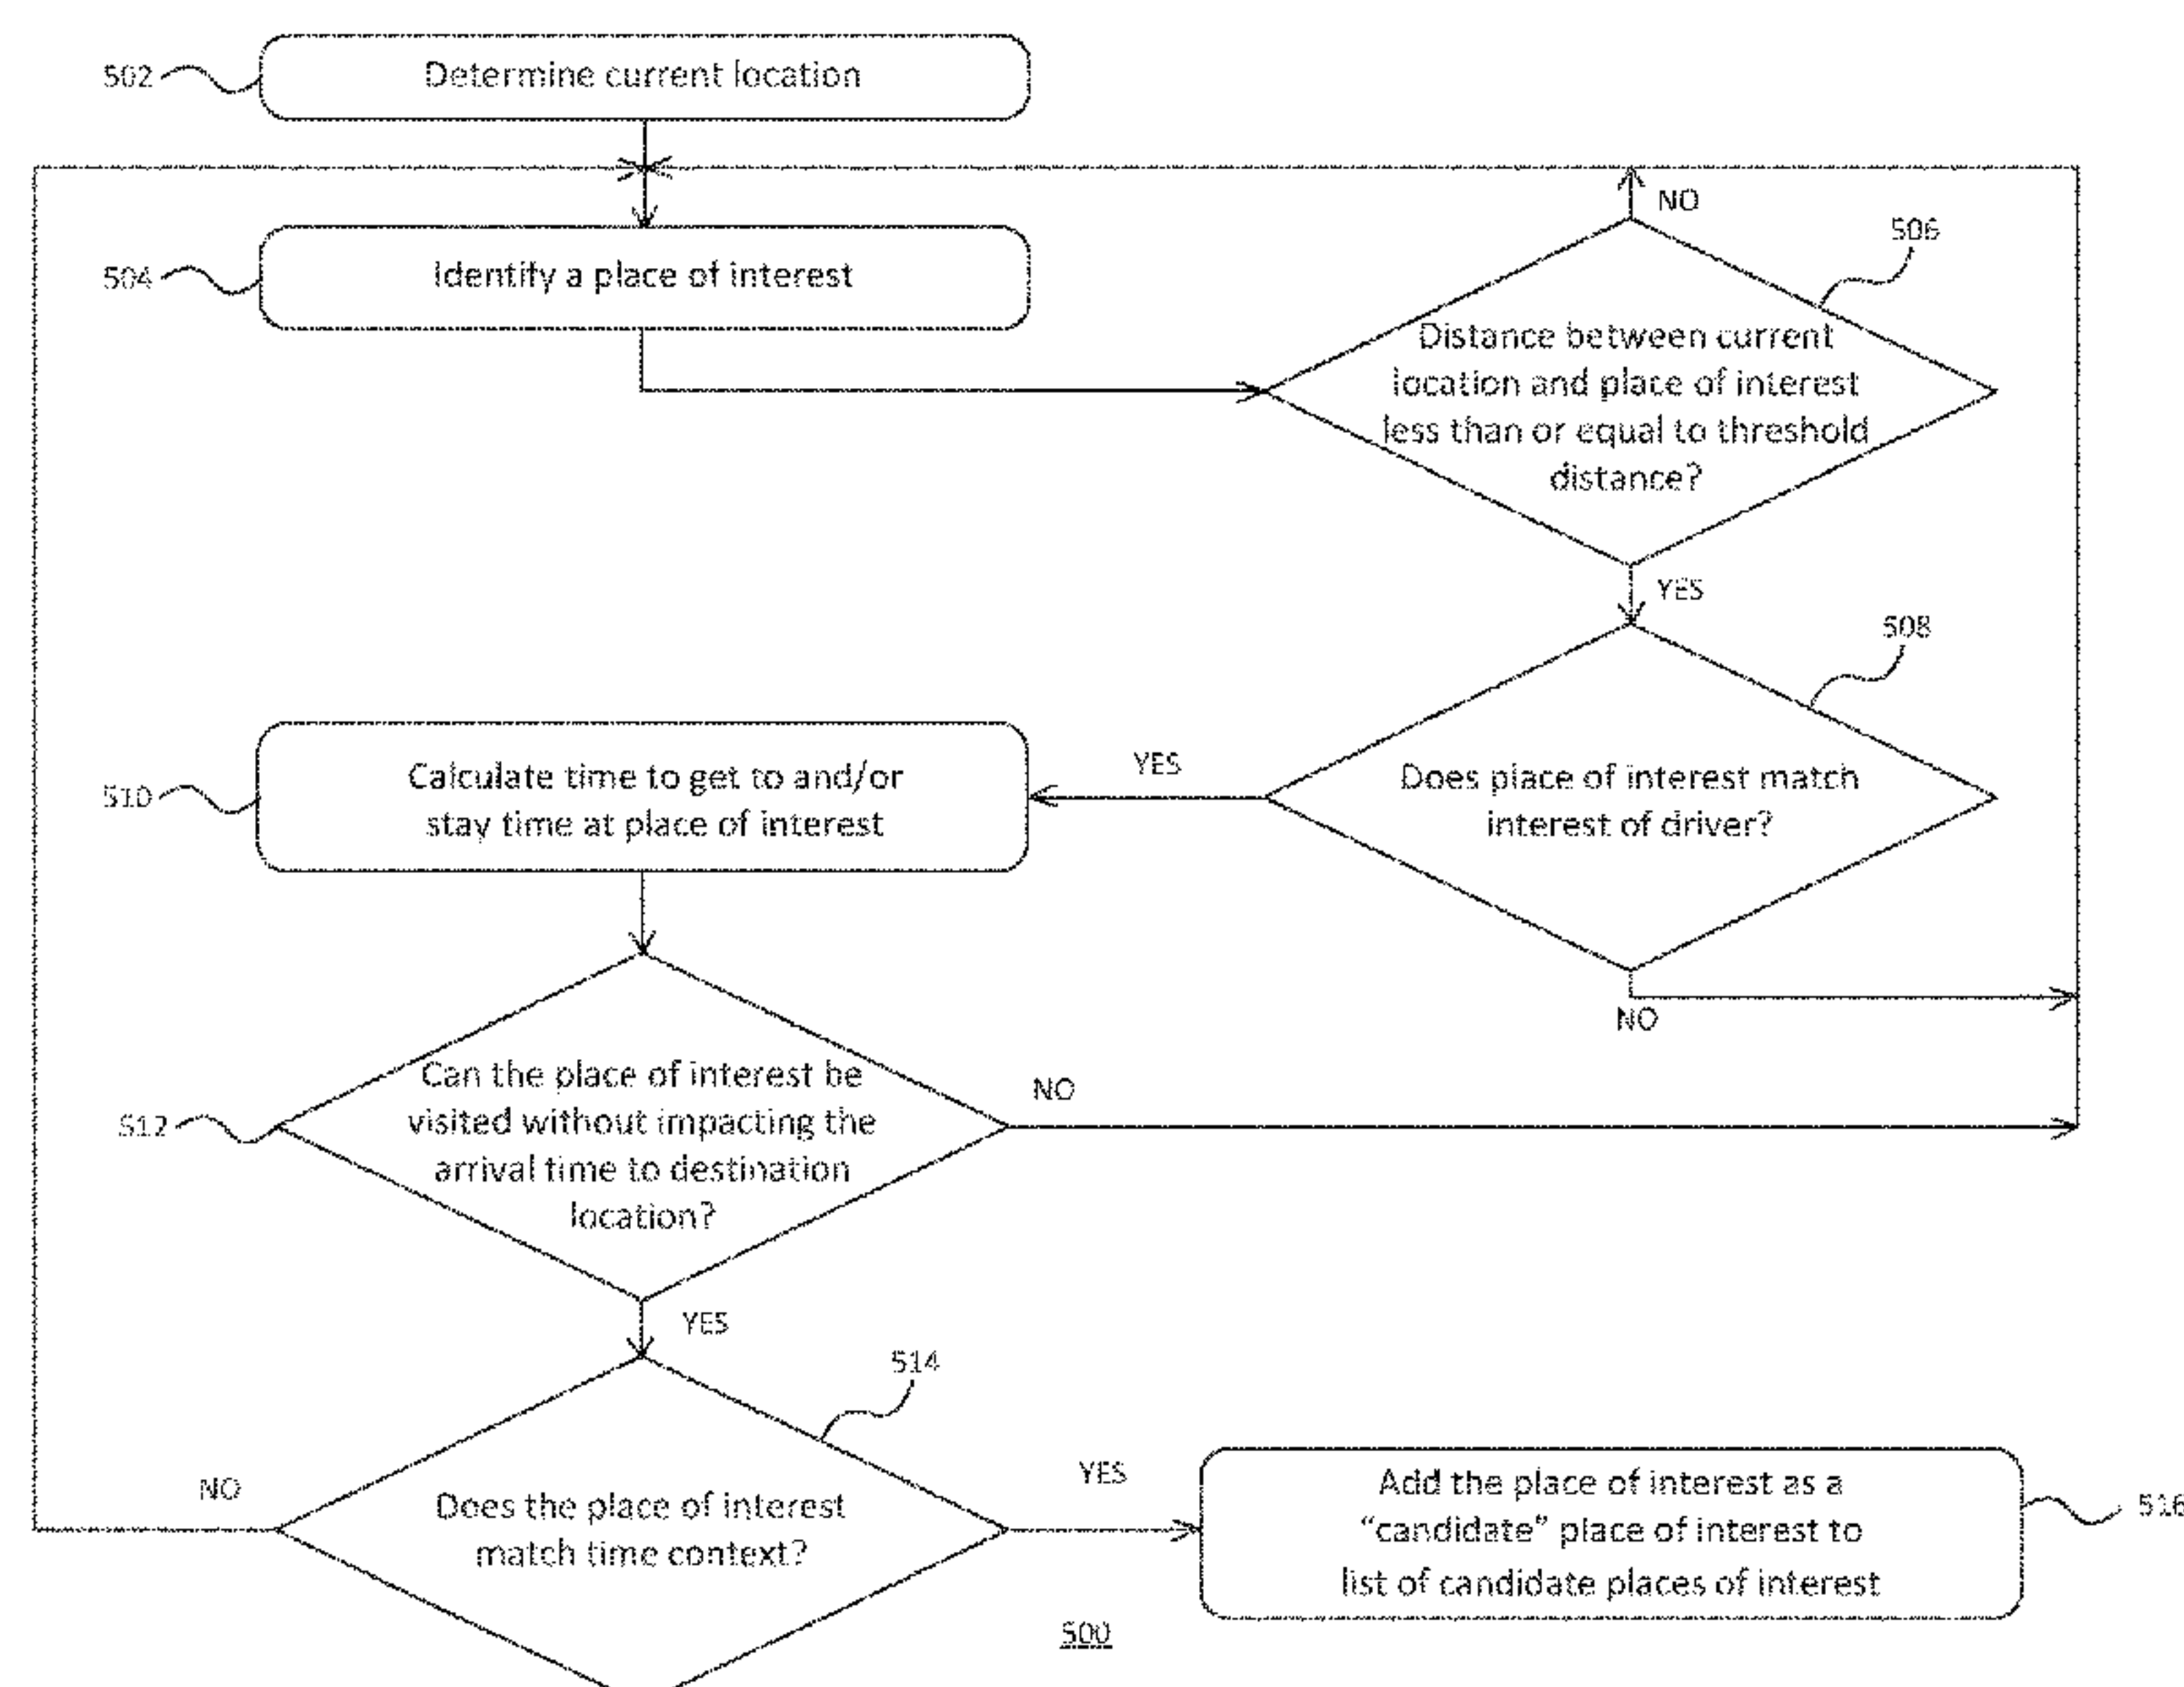 502
Determine current location
NO
506
504
Identify a place of interest
Distance between current
location and place of interest
less than or equal to threshold
distance?
YES
508
510
Calculate time to get to and/or
stay time at place of interest
YES
Does place of interest match
interest of driver?
NO
512
Can the place of interest be
visited without impacting the
arrival time to destination
location?
NO
YES
514
NO
Does the place of interest
match time context?
YES
Add the place of interest as a
“candidate” place of interest to
list of candidate places of interest
516
500